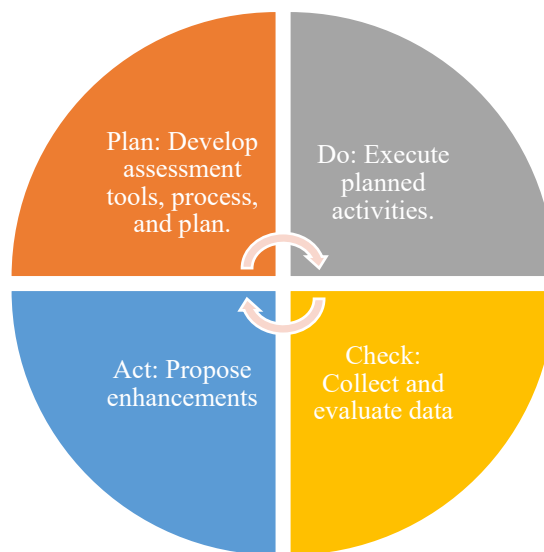 Plan: Develop
assessment
tools, process,
and plan.
Do: Execute
planned
activities.
Act: Propose
enhancements
Check:
Collect and
evaluate data